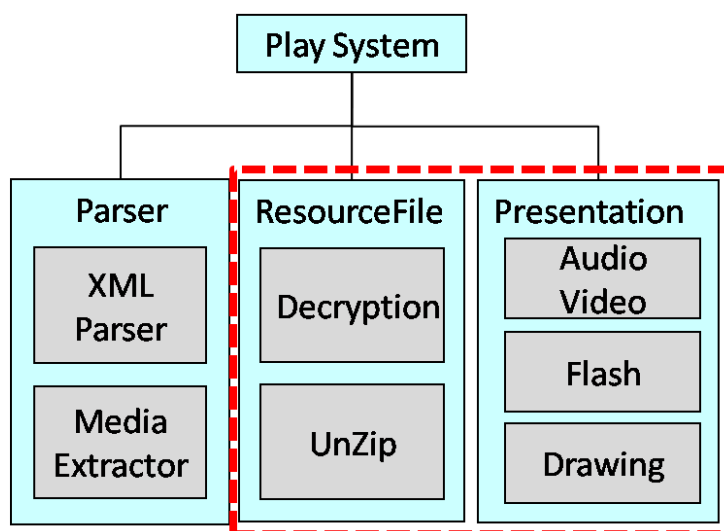 Play System
Parser
XML
Parser
Media
Extractor
ResourceFile
Decryption
UnZip
Presentation
Audio
Video
Flash
Drawing